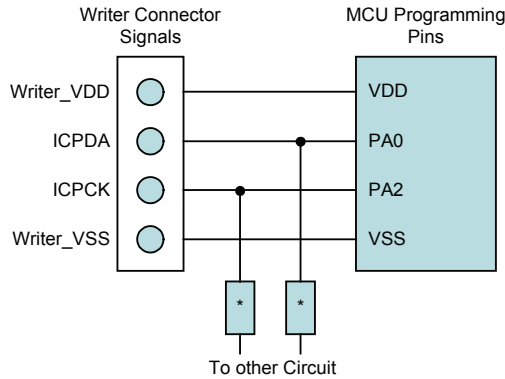 Writer Connector
Signals
MCU Programming
Pins
Writer_VDD
VDD
ICPDA
PA0
ICPCK
PA2
Writer_VSS
VSS
* *
To other Circuit